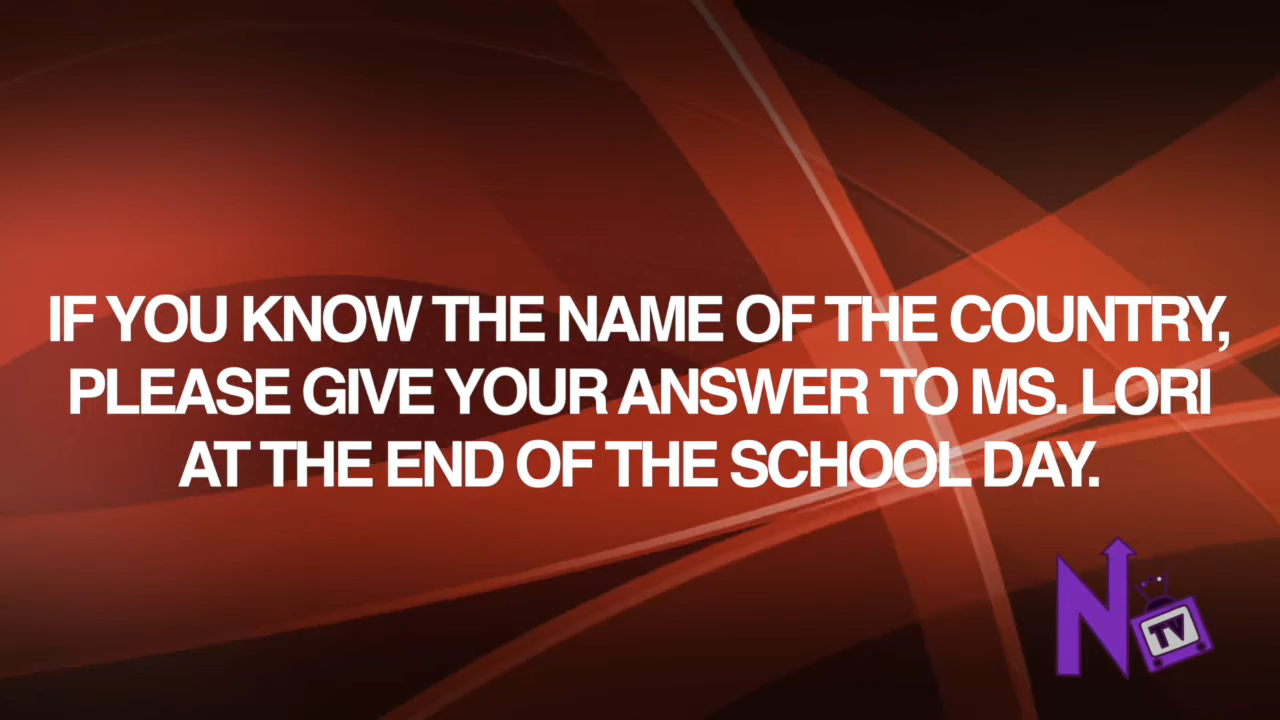 IF YOU KNOW THE NAME OF THE COUNTRY,
PLEASE GIVE YOUR ANSWER TO MS. LORI
AT THE END OF THE SCHOOL DAY.
N
TV